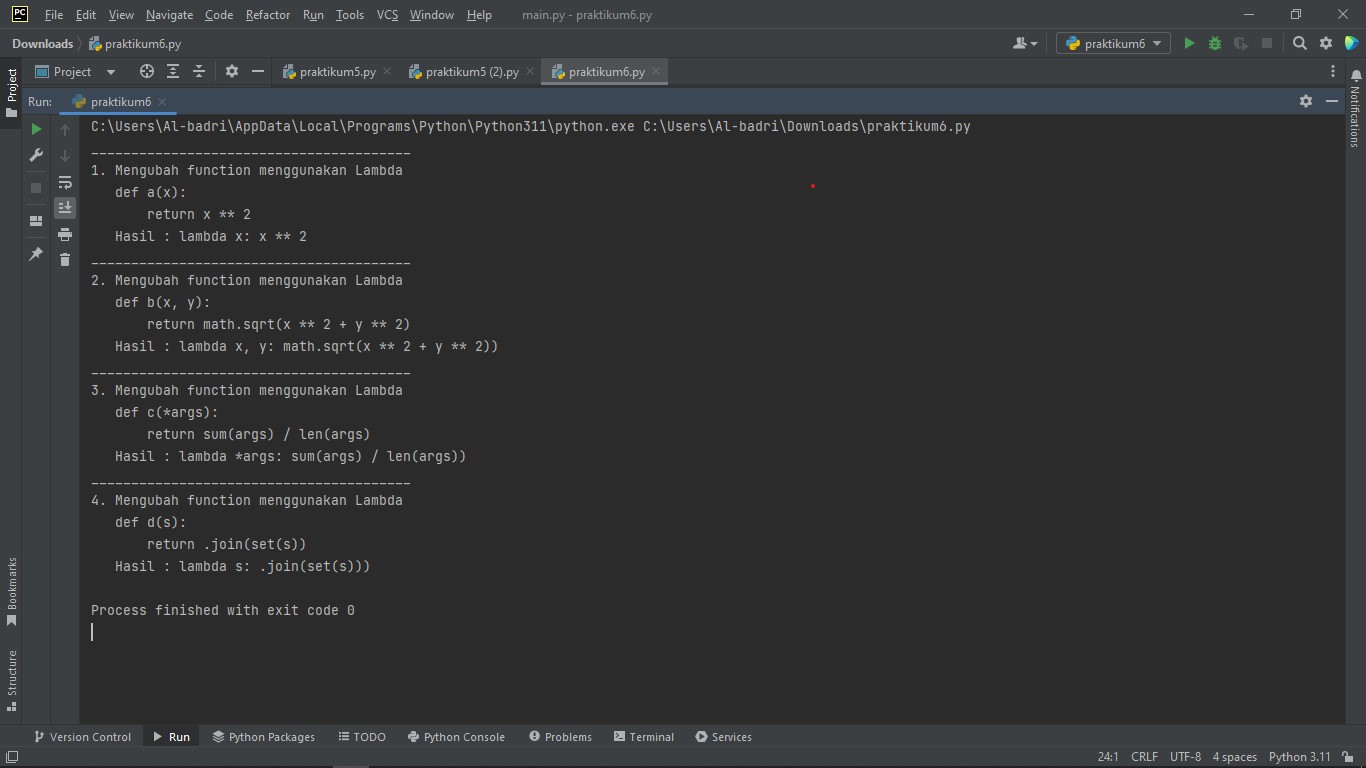 PC File Edit View Navigate Code Refactor Run Tools VCS Window Help main.py - praktikum6.py
Downloads praktikum6.py praktikum6
Project Project praktikum5.py praktikum5 (2).py praktikum6.py Notifications
Run: praktikum6
C:\Users\Al-badri\AppData\Local\Programs\Python\Python311\python.exe C:\Users\Al-badri\Downloads\praktikum6.py
________________________________________
1. Mengubah function menggunakan Lambda
   def a(x):
       return x ** 2
   Hasil : lambda x: x ** 2
________________________________________
2. Mengubah function menggunakan Lambda
   def b(x, y):
       return math.sqrt(x ** 2 + y ** 2)
   Hasil : lambda x, y: math.sqrt(x ** 2 + y ** 2))
________________________________________
3. Mengubah function menggunakan Lambda
   def c(*args):
       return sum(args) / len(args)
   Hasil : lambda *args: sum(args) / len(args))
________________________________________
4. Mengubah function menggunakan Lambda
   def d(s):
       return .join(set(s))
   Hasil : lambda s: .join(set(s)))
Process finished with exit code 0
Bookmarks
Structure
Version Control Run Python Packages TODO Python Console Problems Terminal Services
24:1 CRLF UTF-8 4 spaces Python 3.11